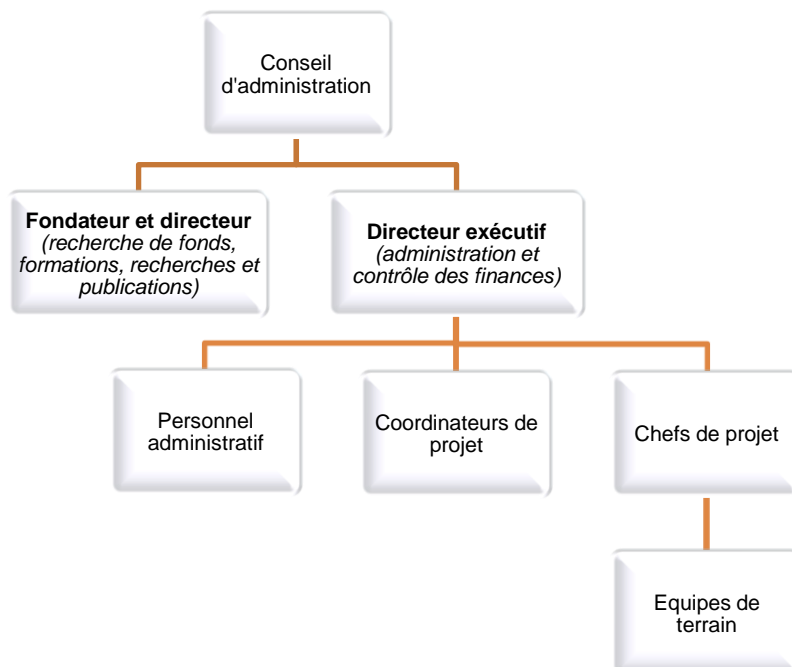 Conseil
d'administration
Fondateur et directeur
(recherche de fonds,
formations, recherches et
publications)
Directeur exécutif
(administration et
contrôle des finances)
Personnel
administratif
Coordinateurs de
projet
Chefs de projet
Equipes de
terrain